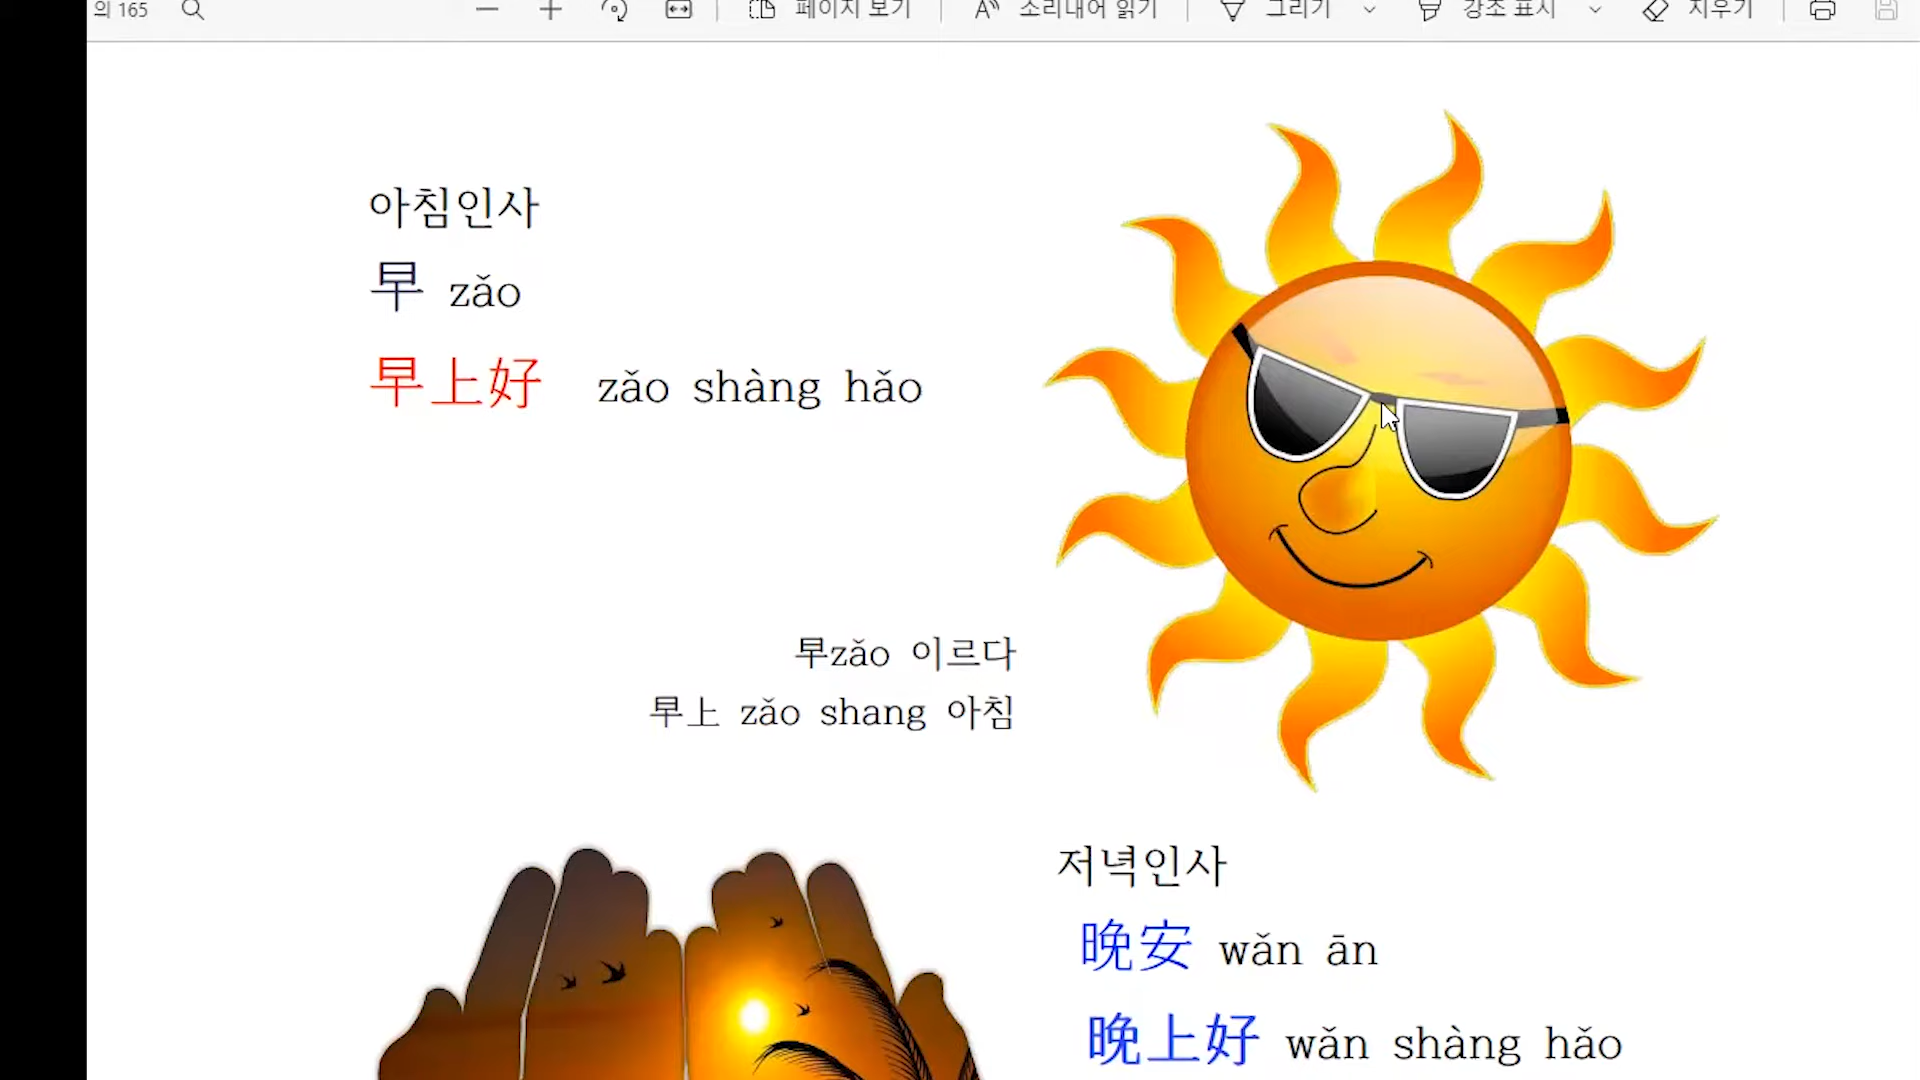 의 165 페이지 보기 소리내어 읽기 그리기 강조 표시 지우기
아침인사
早 zǎo
早上好 zǎo shàng hǎo
早zǎo 이르다
早上 zǎo shang 아침
저녁인사
晚安 wǎn ān
晚上好 wǎn shàng hǎo